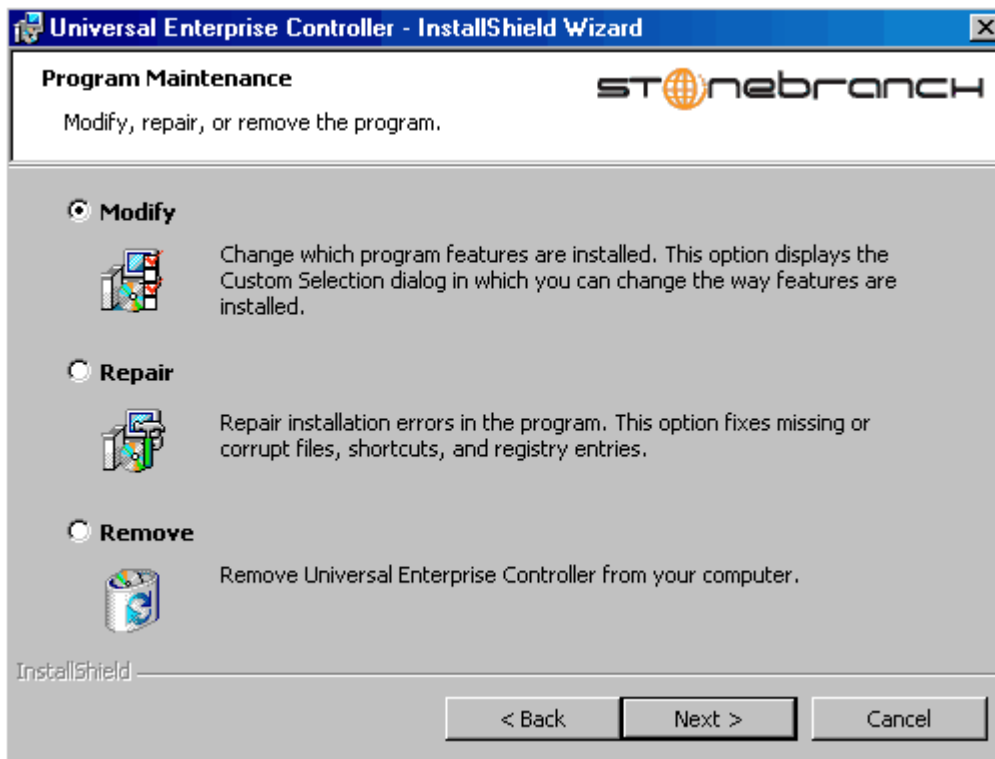 Universal Enterprise Controller - InstallShield Wizard
Program Maintenance
STONEBRANCH
Modify, repair, or remove the program.
Modify
Change which program features are installed. This option displays the
Custom Selection dialog in which you can change the way features are
installed.
Repair
Repair installation errors in the program. This option fixes missing or
corrupt files, shortcuts, and registry entries.
Remove
Remove Universal Enterprise Controller from your computer.
InstallShield
< Back
Next >
Cancel